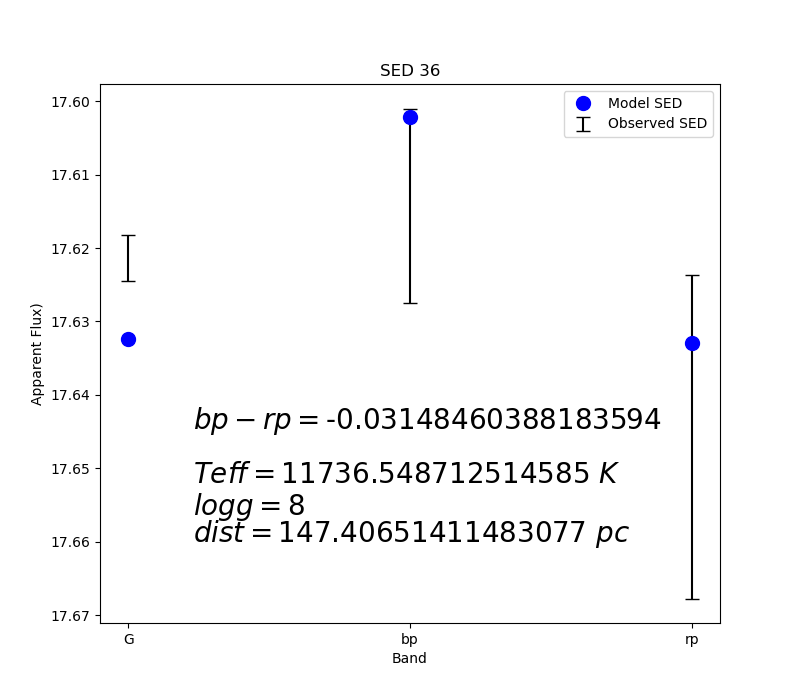 SED 36
Model SED
Observed SED
17.60
17.61
17.62
17.63
17.64
17.65
17.66
17.67
Apparent Flux)
bp − rp = -0.03148460388183594
Teff = 11736.548712514585 K
logg = 8
dist = 147.40651411483077 pc
G bp rp
Band